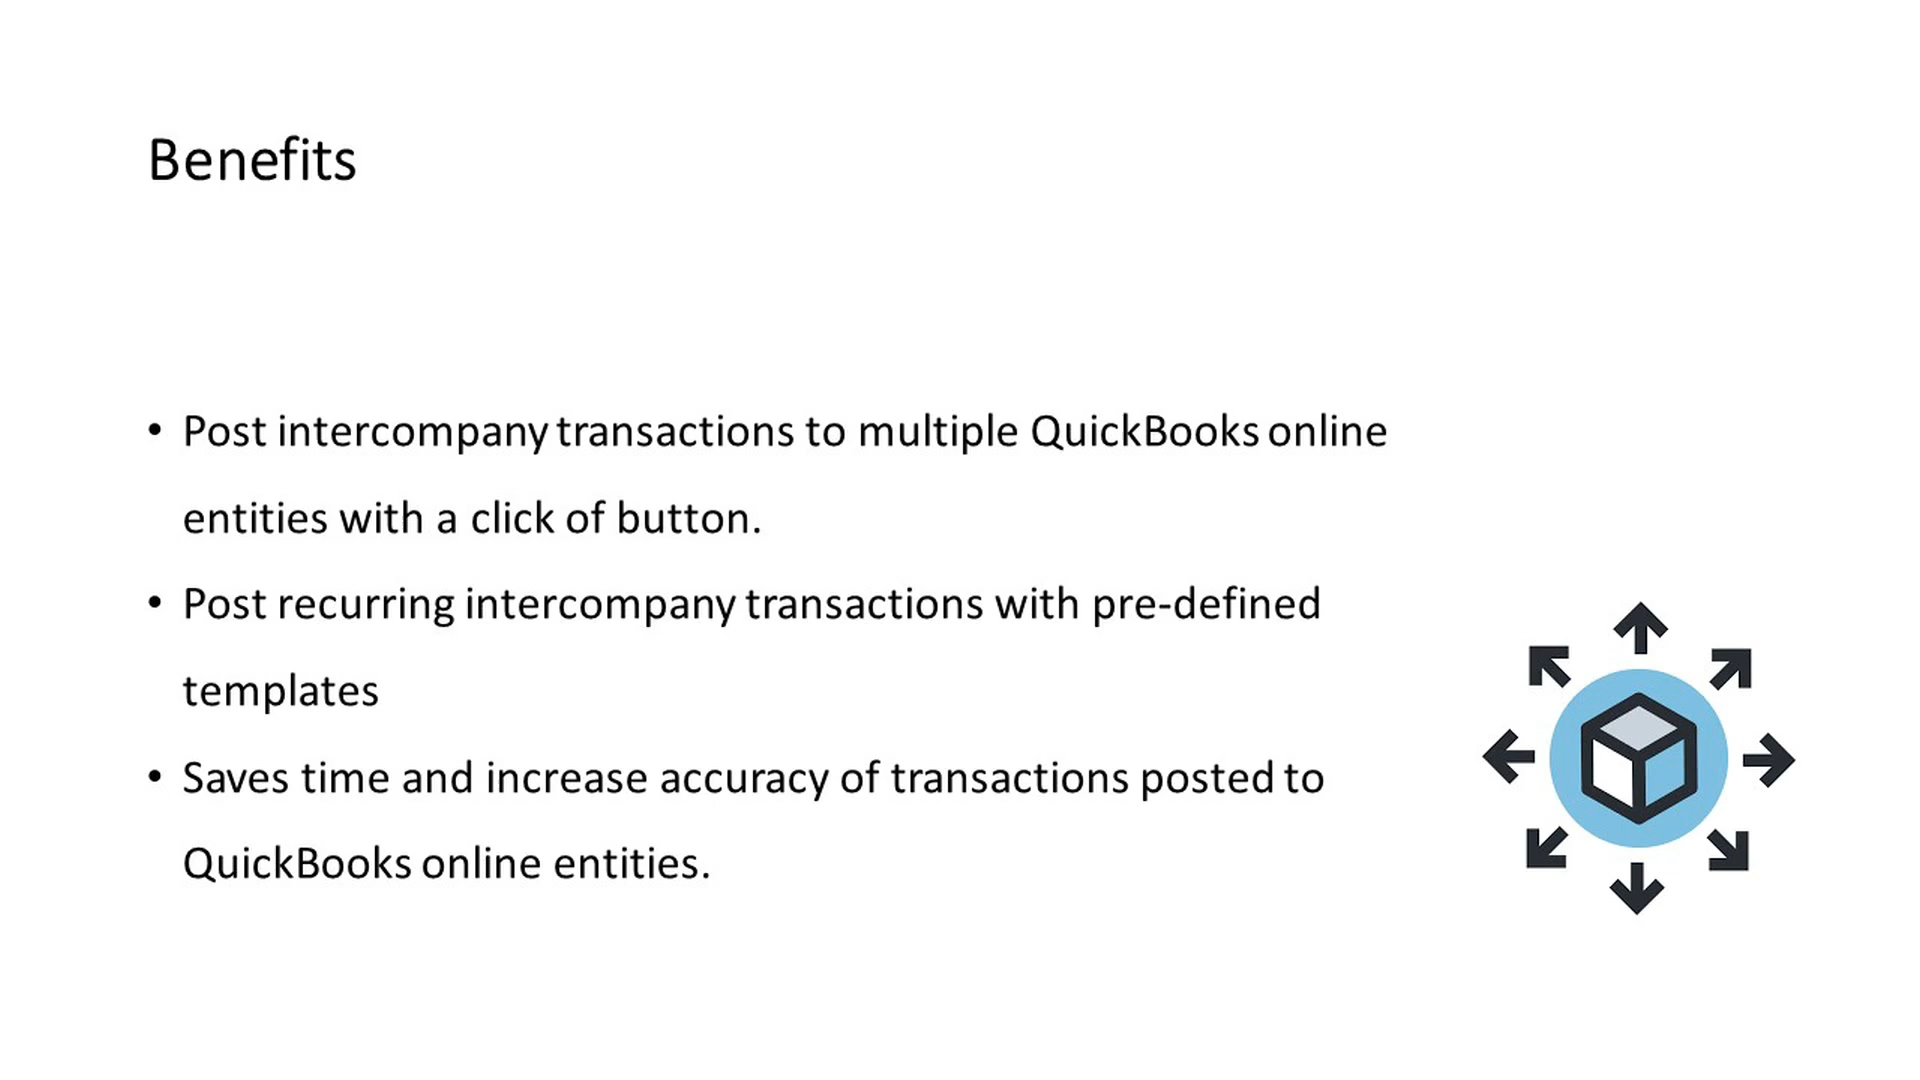 Benefits
• Post intercompany transactions to multiple QuickBooks online
entities with a click of button.
• Post recurring intercompany transactions with pre-defined
templates
• Saves time and increase accuracy of transactions posted to
QuickBooks online entities.